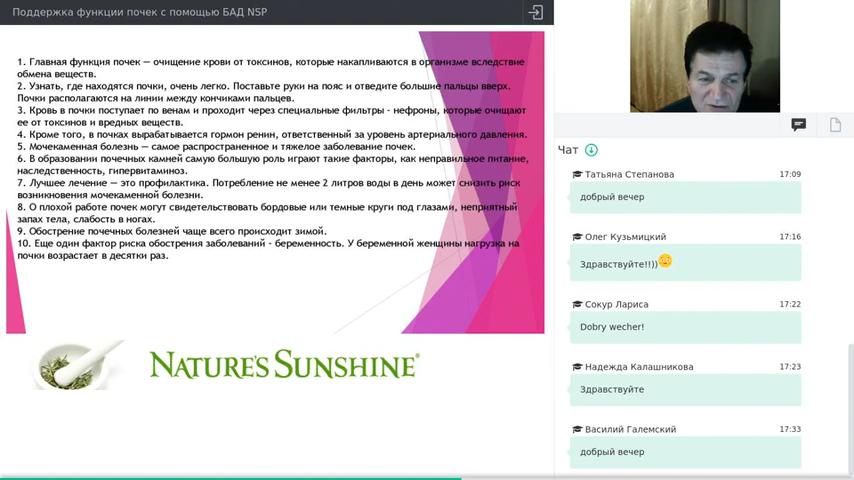 Поддержка функции почек с помощью БАД NSP
1. Главная функция почек — очищение крови от токсинов, которые накапливаются в организме вследствие
обмена веществ.
2. Узнать, где находятся почки, очень легко. Поставьте руки на пояс и отведите большие пальцы вверх.
Почки располагаются на линии между кончиками пальцев.
3. Кровь в почки поступает по венам и проходит через специальные фильтры - нефроны, которые очищают
ее от токсинов и вредных веществ.
4. Кроме того, в почках вырабатывается гормон ренин, ответственный за уровень артериального давления.
5. Мочекаменная болезнь — самое распространенное и тяжелое заболевание почек.
6. В образовании почечных камней самую большую роль играют такие факторы, как неправильное питание,
наследственность, гипервитаминоз.
7. Лучшее лечение — это профилактика. Потребление не менее 2 литров воды в день может снизить риск
возникновения мочекаменной болезни.
8. О плохой работе почек могут свидетельствовать бордовые или темные круги под глазами, неприятный
запах тела, слабость в ногах.
9. Обострение почечных болезней чаще всего происходит зимой.
10. Еще один фактор риска обострения заболеваний - беременность. У беременной женщины нагрузка на
почки возрастает в десятки раз.
NATURE'S SUNSHINE®
Чат
Татьяна Степанова 17:09
добрый вечер
Олег Кузьмицкий 17:16
Здравствуйте!!))
Сокур Лариса 17:22
Dobry wecher!
Надежда Калашникова 17:23
Здравствуйте
Василий Галемский 17:33
добрый вечер